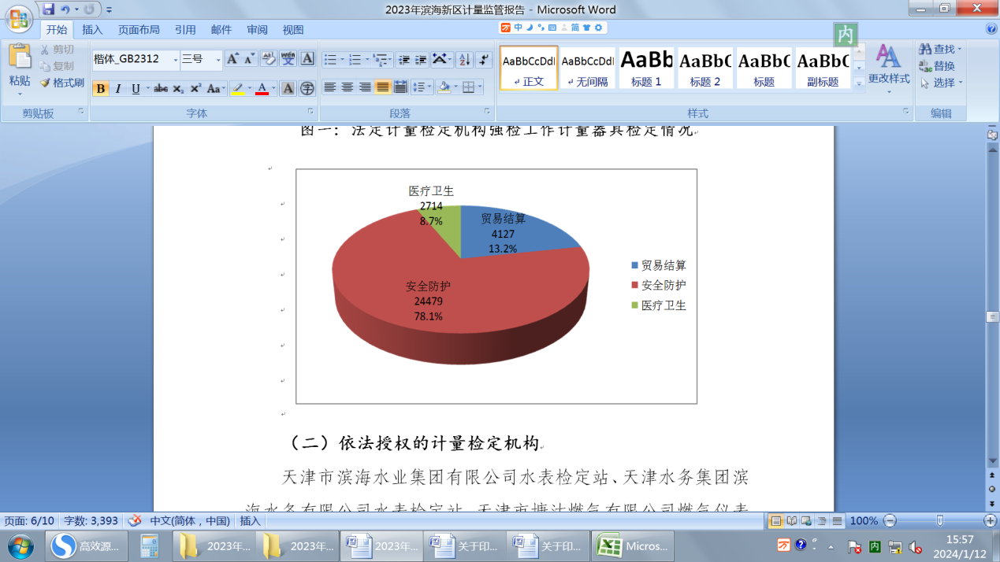 2023年滨海新区计量监管报告 - Microsoft Word
开始 插入 页面布局 引用 邮件 审阅 视图
中 简
内
粘贴
剪切
复制
格式刷
楷体_GB2312 三号
B I U abc X₂ X² Aa
AaBbCcDdI AaBbCcDdI AaBb AaBbC AaBbC AaBbC
正文 无间隔 标题 1 标题 2 标题 副标题
更改样式
查找
替换
选择
剪贴板 字体 段落 样式 编辑
图一：法定计量检定机构强检工作计量器具检定情况
医疗卫生
2714
8.7%
贸易结算
4127
13.2%
安全防护
24479
78.1%
贸易结算
安全防护
医疗卫生
（二）依法授权的计量检定机构
天津市滨海水业集团有限公司水表检定站、天津水务集团滨
海水务有限公司水表检定站、天津市塘沽燃气有限公司燃气仪表
页面: 6/10 字数: 3,393 中文(简体，中国) 插入 100%
高效源... 2023年... 2023年... 2023年... 关于印... 关于印... Micros...
内
15:57
2024/1/12